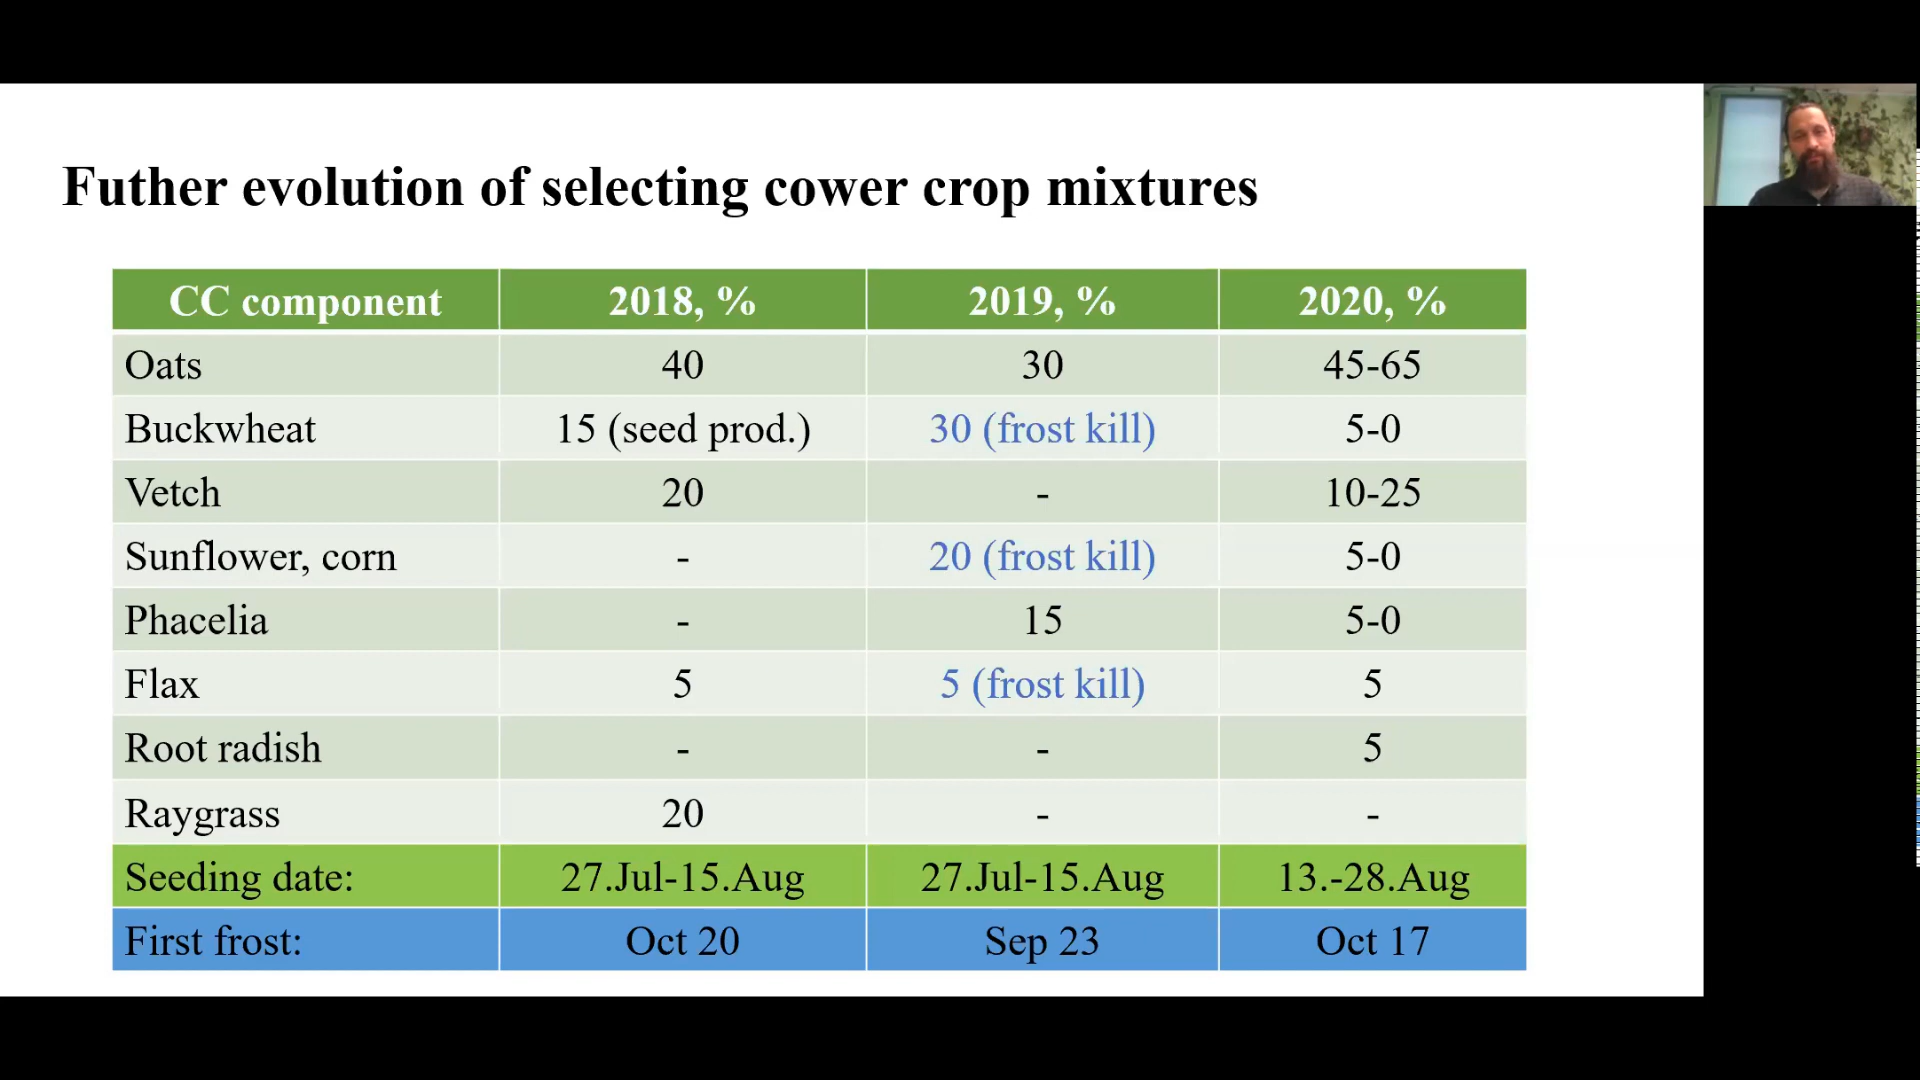 Futher evolution of selecting cower crop mixtures
CC component 2018, % 2019, % 2020, %
Oats 40 30 45-65
Buckwheat 15 (seed prod.) 30 (frost kill) 5-0
Vetch 20 - 10-25
Sunflower, corn - 20 (frost kill) 5-0
Phacelia - 15 5-0
Flax 5 5 (frost kill) 5
Root radish - - 5
Raygrass 20 - -
Seeding date: 27.Jul-15.Aug 27.Jul-15.Aug 13.-28.Aug
First frost: Oct 20 Sep 23 Oct 17